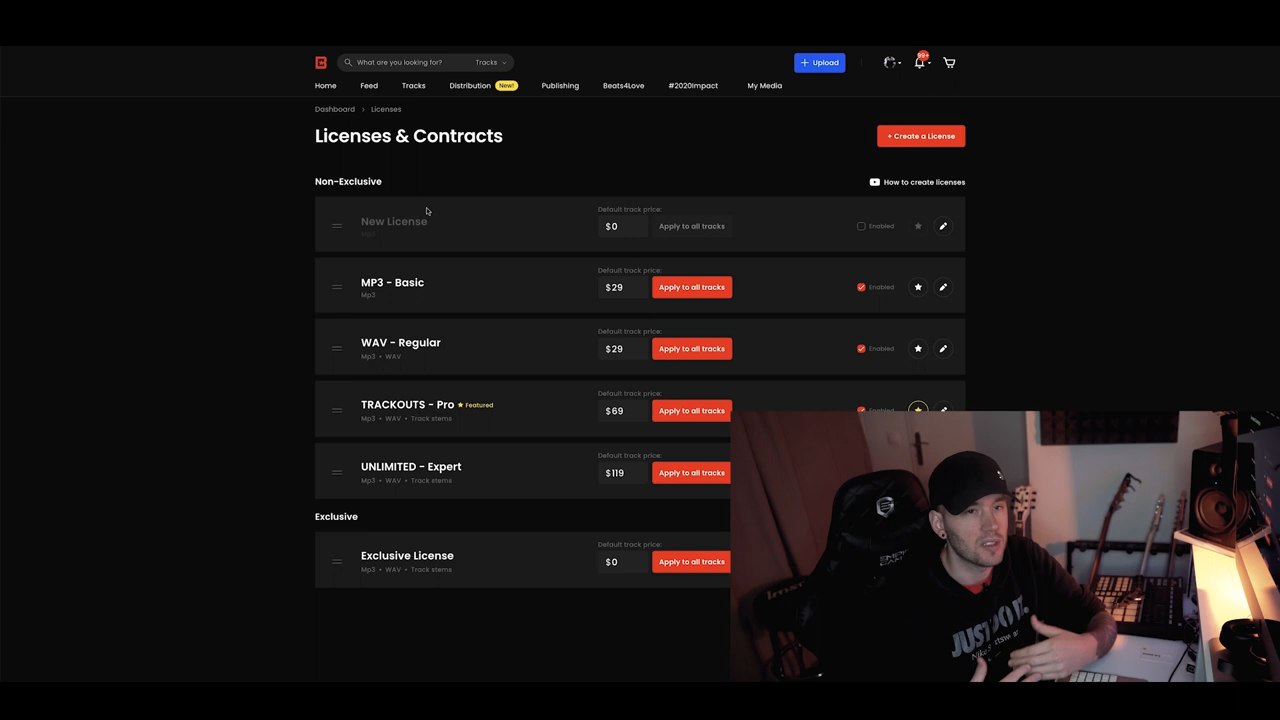 What are you looking for? Tracks
+ Upload
99+
Home Feed Tracks Distribution New! Publishing Beats4Love #2020Impact My Media
Dashboard > Licenses
Licenses & Contracts
+ Create a License
Non-Exclusive
How to create licenses
New License
Mp3
Default track price:
$0 Apply to all tracks
Enabled
MP3 - Basic
Mp3
Default track price:
$29 Apply to all tracks
Enabled
WAV - Regular
Mp3 • WAV
Default track price:
$29 Apply to all tracks
Enabled
TRACKOUTS - Pro ★ Featured
Mp3 • WAV • Track stems
Default track price:
$69 Apply to all tracks
UNLIMITED - Expert
Mp3 • WAV • Track stems
Default track price:
$119 Apply to all tracks
Exclusive
Exclusive License
Mp3 • WAV • Track stems
Default track price:
$0 Apply to all tracks
JUST DO IT.